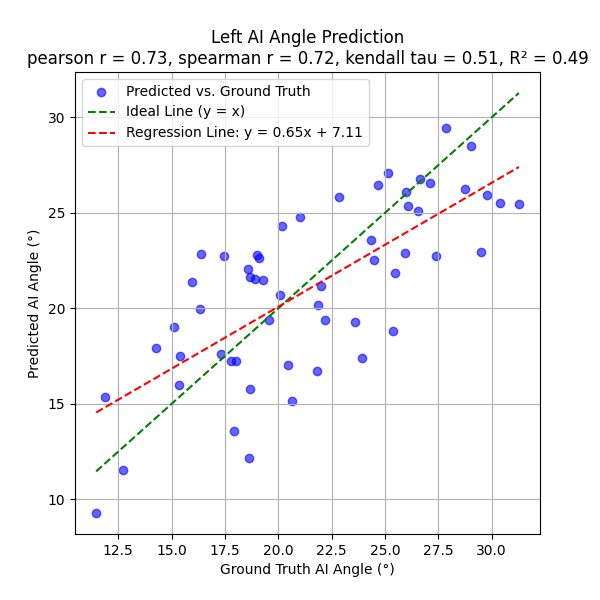 Left AI Angle Prediction
pearson r = 0.73, spearman r = 0.72, kendall tau = 0.51, R² = 0.49
Predicted vs. Ground Truth
Ideal Line (y = x)
Regression Line: y = 0.65x + 7.11
Predicted AI Angle (°)
30
25
20
15
10
12.5 15.0 17.5 20.0 22.5 25.0 27.5 30.0
Ground Truth AI Angle (°)